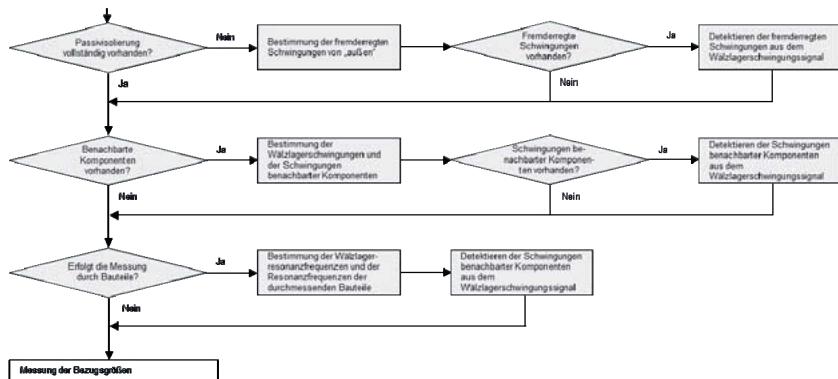 Passivisolierung
vollständig vorhanden?
Nein
Bestimmung der fremderregten
Schwingungen von „außen“
Fremderregte
Schwingungen
vorhanden?
Ja
Detektieren der fremderregten
Schwingungen aus dem
Wälzlagerschwingungssignal
Ja
Nein
Benachbarte
Komponenten
vorhanden?
Ja
Bestimmung der
Wälzlagerschwingungen und
der Schwingungen
benachbarter Komponenten
Schwingungen be-
nachbarter Komponen-
ten vorhanden?
Ja
Detektieren der Schwingungen
benachbarter Komponenten
aus dem
Wälzlagerschwingungssignal
Nein
Nein
Erfolgt die Messung
durch Bauteile?
Ja
Bestimmung der Wälzlager-
resonanzfrequenzen und der
Resonanzfrequenzen der
durchmessenden Bauteile
Detektieren der Schwingungen
benachbarter Komponenten
aus dem
Wälzlagerschwingungssignal
Nein
Messung der Bezugsgrößen